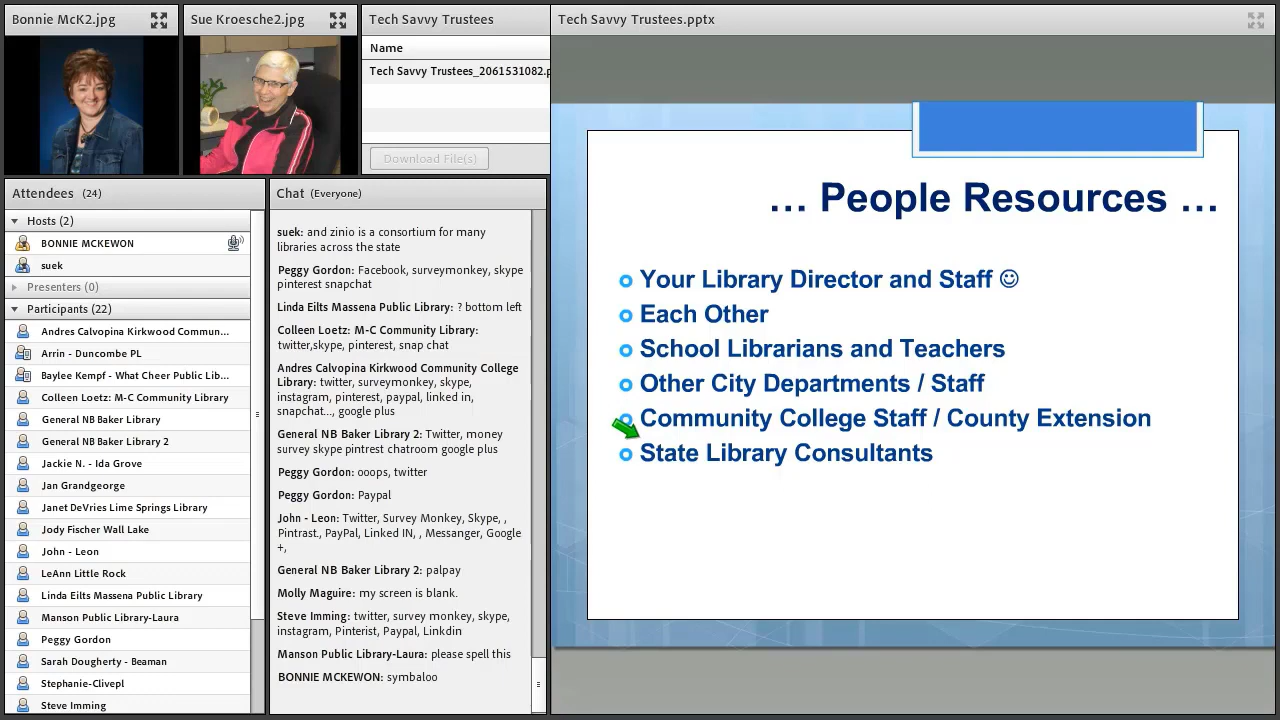 Bonnie McK2.jpg
Sue Kroesche2.jpg
Tech Savvy Trustees
Name
Tech Savvy Trustees_2061531082.p
Download File(s)
Attendees (24)
Hosts (2)
BONNIE MCKEWON
suek
Presenters (0)
Participants (22)
Andres Calvopina Kirkwood Commun...
Arrin - Duncombe PL
Baylee Kempf - What Cheer Public Lib...
Colleen Loetz: M-C Community Library
General NB Baker Library
General NB Baker Library 2
Jackie N. - Ida Grove
Jan Grandgeorge
Janet DeVries Lime Springs Library
Jody Fischer Wall Lake
John - Leon
LeAnn Little Rock
Linda Eilts Massena Public Library
Manson Public Library-Laura
Peggy Gordon
Sarah Dougherty - Beaman
Stephanie-Clivepl
Steve Imming
Chat (Everyone)
suek: and zinio is a consortium for many
libraries across the state
Peggy Gordon: Facebook, surveymonkey, skype
pinterest snapchat
Linda Eilts Massena Public Library: ? bottom left
Colleen Loetz: M-C Community Library:
twitter,skype, pinterest, snap chat
Andres Calvopina Kirkwood Community College
Library: twitter, surveymonkey, skype,
instagram, pinterest, paypal, linked in,
snapchat..., google plus
General NB Baker Library 2: Twitter, money
survey skype pintrest chatroom google plus
Peggy Gordon: ooops, twitter
Peggy Gordon: Paypal
John - Leon: Twitter, Survey Monkey, Skype, ,
Pintrast., PayPal, Linked IN, , Messanger, Google
+,
General NB Baker Library 2: palpay
Molly Maguire: my screen is blank.
Steve Imming: twitter, survey monkey, skype,
instagram, Pinterist, Paypal, Linkdin
Manson Public Library-Laura: please spell this
BONNIE MCKEWON: symbaloo
Tech Savvy Trustees.pptx
... People Resources ...
Your Library Director and Staff ☺
Each Other
School Librarians and Teachers
Other City Departments / Staff
Community College Staff / County Extension
State Library Consultants